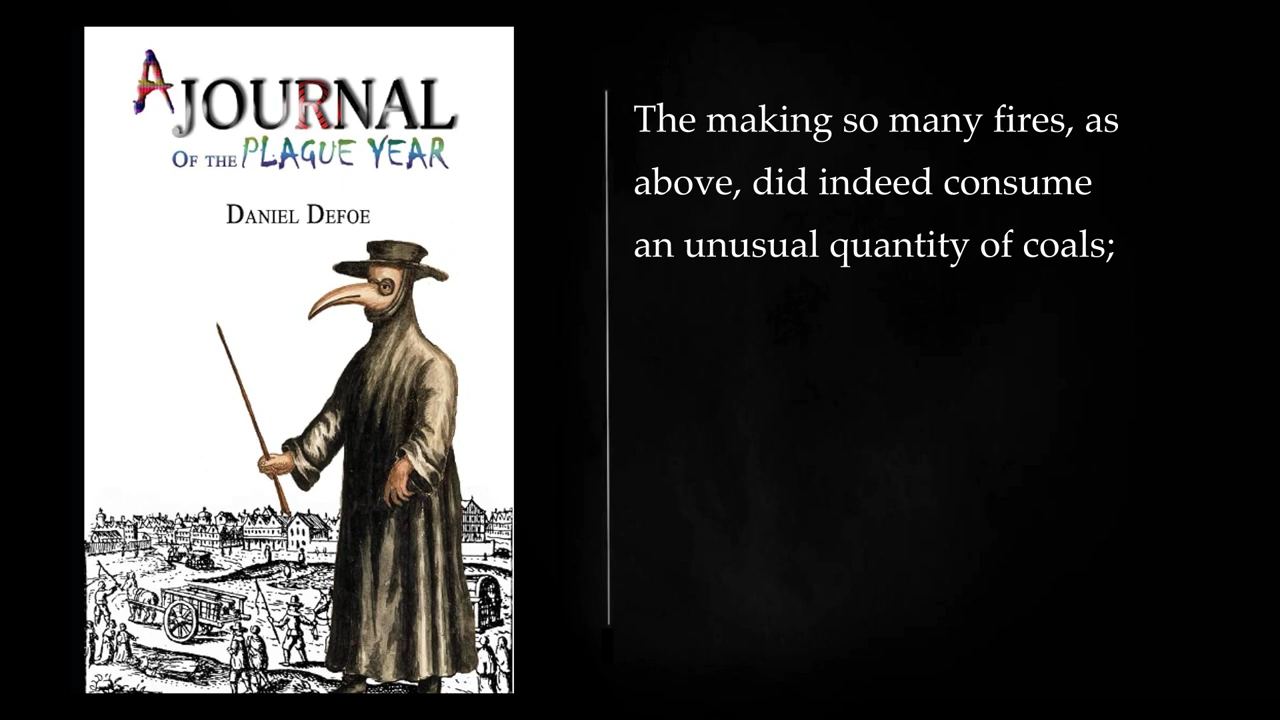 A JOURNAL
OF THE PLAGUE YEAR
DANIEL DEFOE
The making so many fires, as
above, did indeed consume
an unusual quantity of coals;